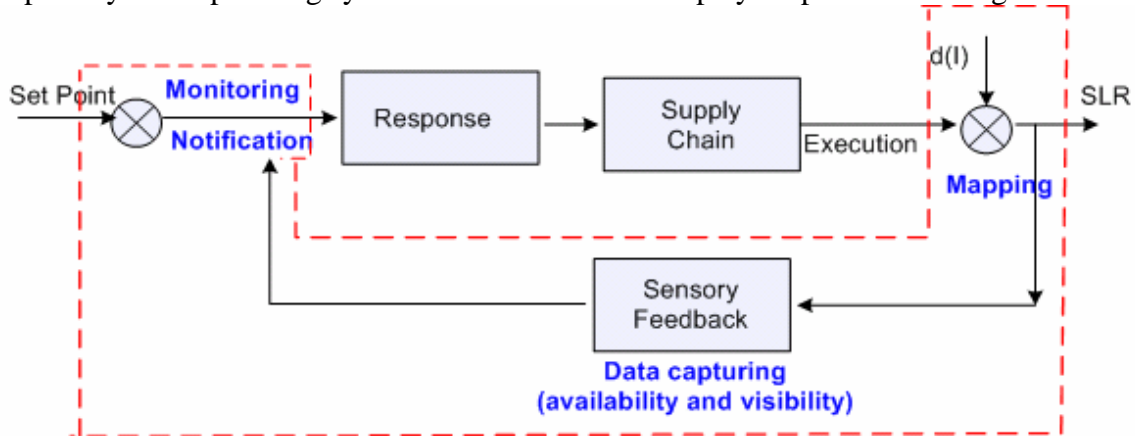 Set Point
Monitoring
Notification
Response
Supply
Chain
Execution
d(I)
SLR
Mapping
Sensory
Feedback
Data capturing
(availability and visibility)